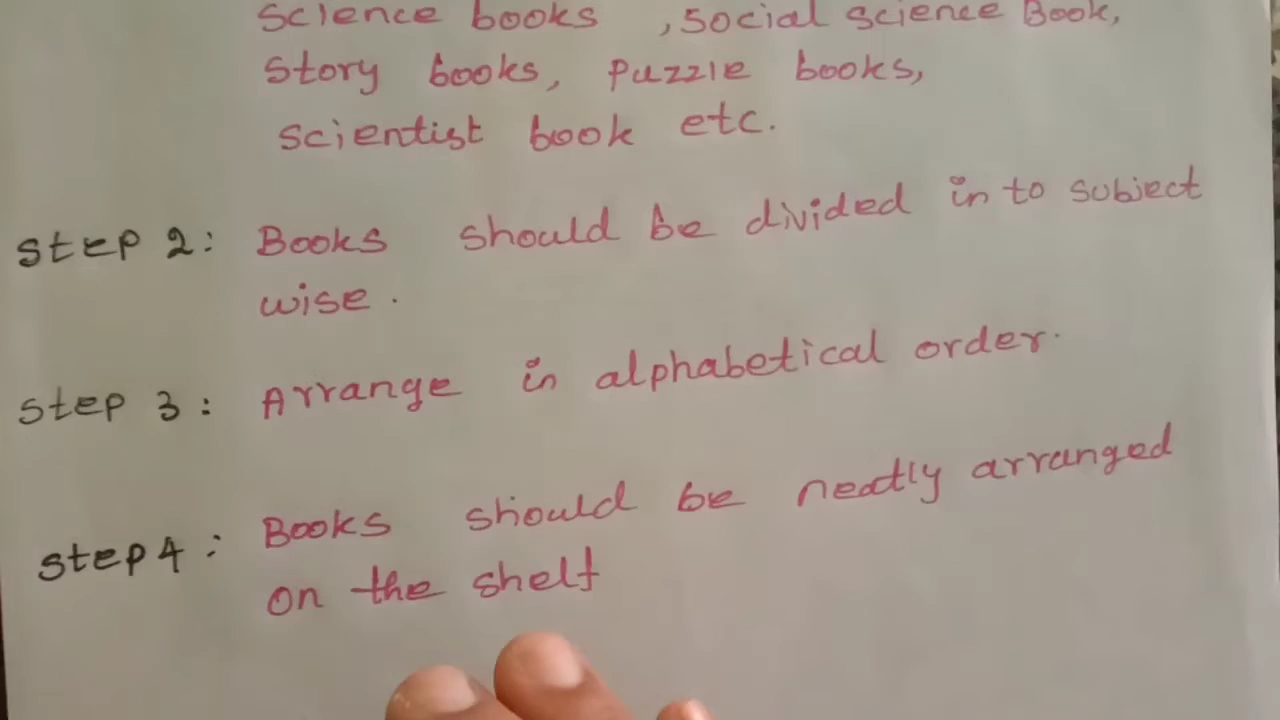 Science books , Social science Book,
Story books, Puzzle books,
Scientist book etc.
Step 2: Books should be divided in to subject
wise.
Step 3: Arrange in alphabetical order.
Step 4: Books should be neatly arranged
on the shelf